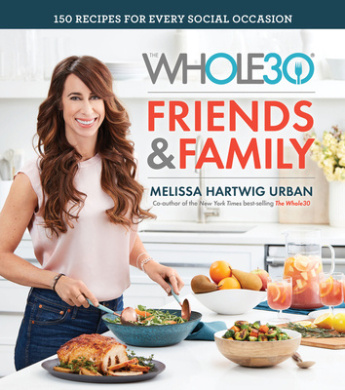 150 RECIPES FOR EVERY SOCIAL OCCASION
THE
WHOLE30®
FRIENDS
&FAMILY
MELISSA HARTWIG URBAN
Co-author of the New York Times best-selling The Whole30